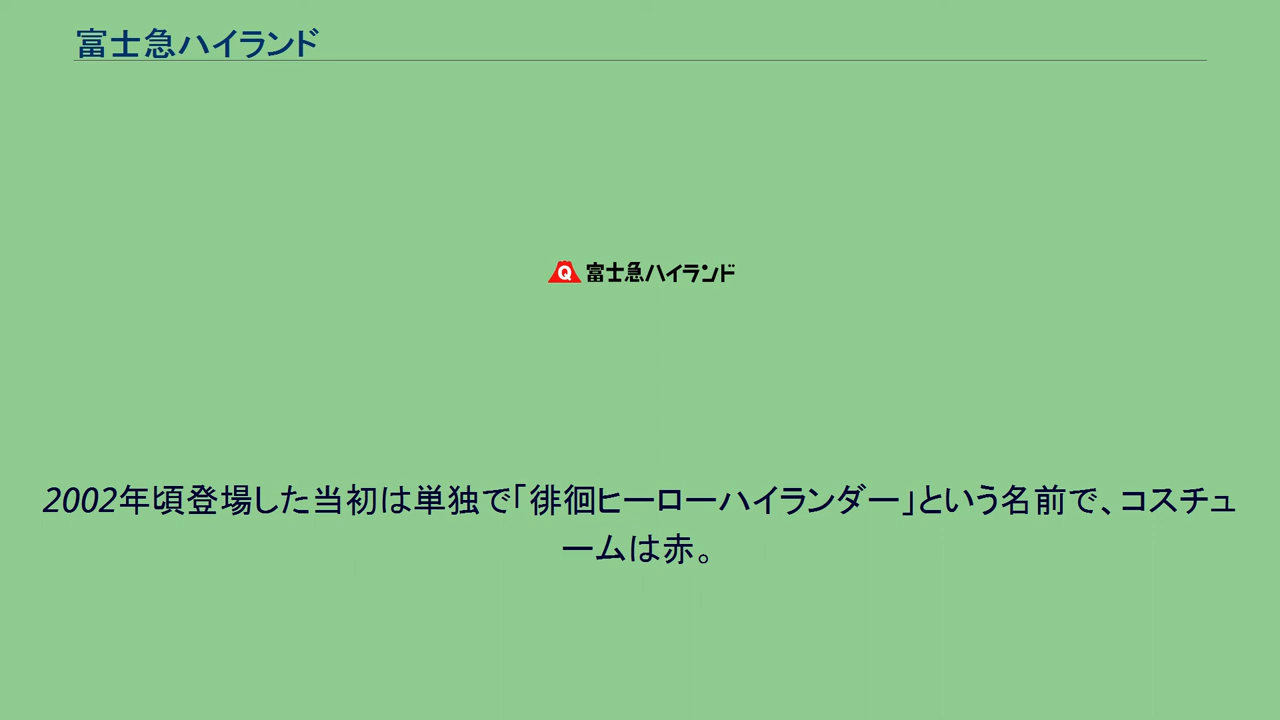 富士急ハイランド
Q 富士急ハイランド
2002年頃登場した当初は単独で「徘徊ヒーローハイランダー」という名前で、コスチュ
ームは赤。